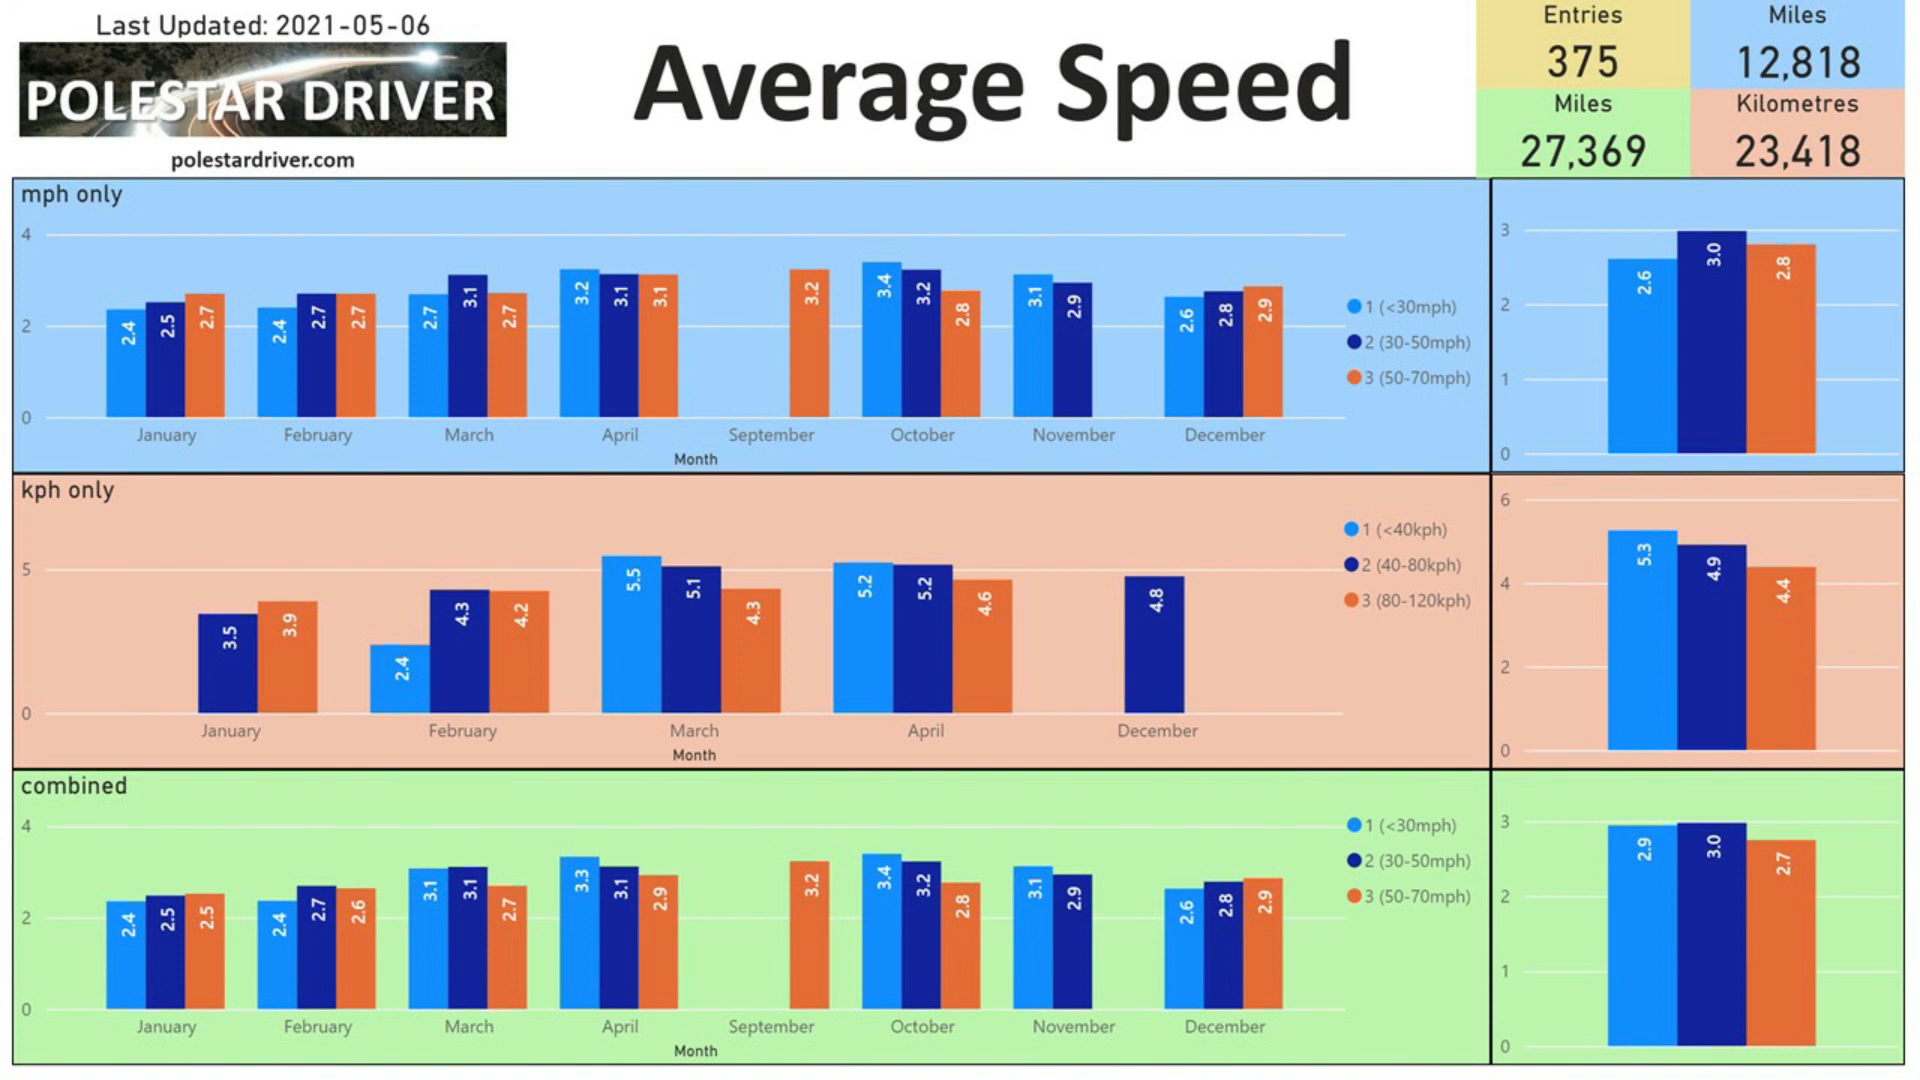 Last Updated: 2021-05-06
POLESTAR DRIVER
polestardriver.com
Average Speed
Entries
375
Miles
12,818
Miles
27,369
Kilometres
23,418
mph only
4
2
0
2.4 2.5 2.7
2.4 2.7 2.7
2.7 3.1 2.7
3.2 3.1 3.1
3.2
3.4 3.2 2.8
3.1 2.9
2.6 2.8 2.9
January February March April September October November December
Month
1 (<30mph)
2 (30-50mph)
3 (50-70mph)
3
2
1
0
2.6 3.0 2.8
kph only
5
0
3.5 3.9
2.4 4.3 4.2
5.5 5.1 4.3
5.2 5.2 4.6
4.8
January February March April December
Month
1 (<40kph)
2 (40-80kph)
3 (80-120kph)
6
4
2
0
5.3 4.9 4.4
combined
4
2
0
2.4 2.5 2.5
2.4 2.7 2.6
3.1 3.1 2.7
3.3 3.1 2.9
3.2
3.4 3.2 2.8
3.1 2.9
2.6 2.8 2.9
January February March April September October November December
Month
1 (<30mph)
2 (30-50mph)
3 (50-70mph)
3
2
1
0
2.9 3.0 2.7